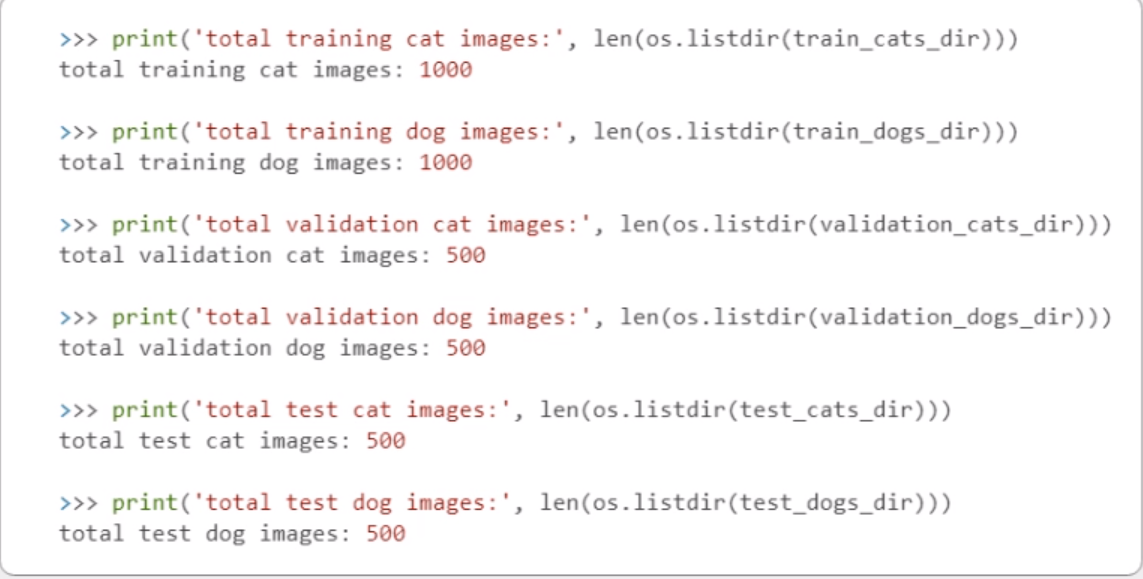 >>> print('total training cat images:', len(os.listdir(train_cats_dir)))
total training cat images: 1000
>>> print('total training dog images:', len(os.listdir(train_dogs_dir)))
total training dog images: 1000
>>> print('total validation cat images:', len(os.listdir(validation_cats_dir)))
total validation cat images: 500
>>> print('total validation dog images:', len(os.listdir(validation_dogs_dir)))
total validation dog images: 500
>>> print('total test cat images:', len(os.listdir(test_cats_dir)))
total test cat images: 500
>>> print('total test dog images:', len(os.listdir(test_dogs_dir)))
total test dog images: 500